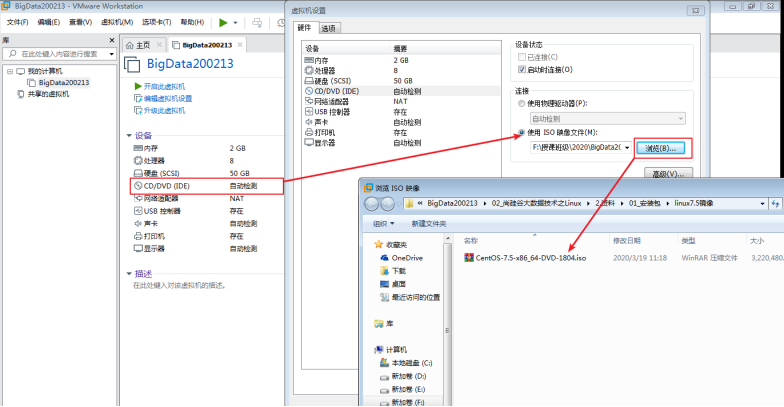 BigData200213 - VMware Workstation
文件(F) 编辑(E) 查看(V) 虚拟机(M) 选项卡(T) 帮助(H)
库
在此处键入内容进行搜索
我的计算机
BigData200213
共享的虚拟机
主页 BigData200213
BigData200213
开启此虚拟机
编辑虚拟机设置
升级此虚拟机
设备
内存 2 GB
处理器 8
硬盘 (SCSI) 50 GB
CD/DVD (IDE) 自动检测
网络适配器 NAT
USB 控制器 存在
声卡 自动检测
打印机 存在
显示器 自动检测
描述
在此处键入对该虚拟机的描述。
虚拟机设置
硬件 选项
设备 摘要
内存 2 GB
处理器 8
硬盘 (SCSI) 50 GB
CD/DVD (IDE) 自动检测
网络适配器 NAT
USB 控制器 存在
声卡 自动检测
打印机 存在
显示器 自动检测
设备状态
已连接(C)
启动时连接(O)
连接
使用物理驱动器(P):
自动检测
使用 ISO 映像文件(M):
F:\授课班级\2020\BigData2( 浏览(B)...
高级(V)...
浏览 ISO 映像
« BigData200213 02_尚硅谷大数据技术之Linux 2.资料 01_安装包 linux7.5镜像
组织 新建文件夹
收藏夹
OneDrive
下载
桌面
最近访问的位置
库
计算机
本地磁盘 (C:)
新加卷 (D:)
新加卷 (E:)
新加卷 (F:)
名称 修改日期 类型 大小
CentOS-7.5-x86_64-DVD-1804.iso 2020/3/19 11:18 WinRAR 压缩文件 3,220,480